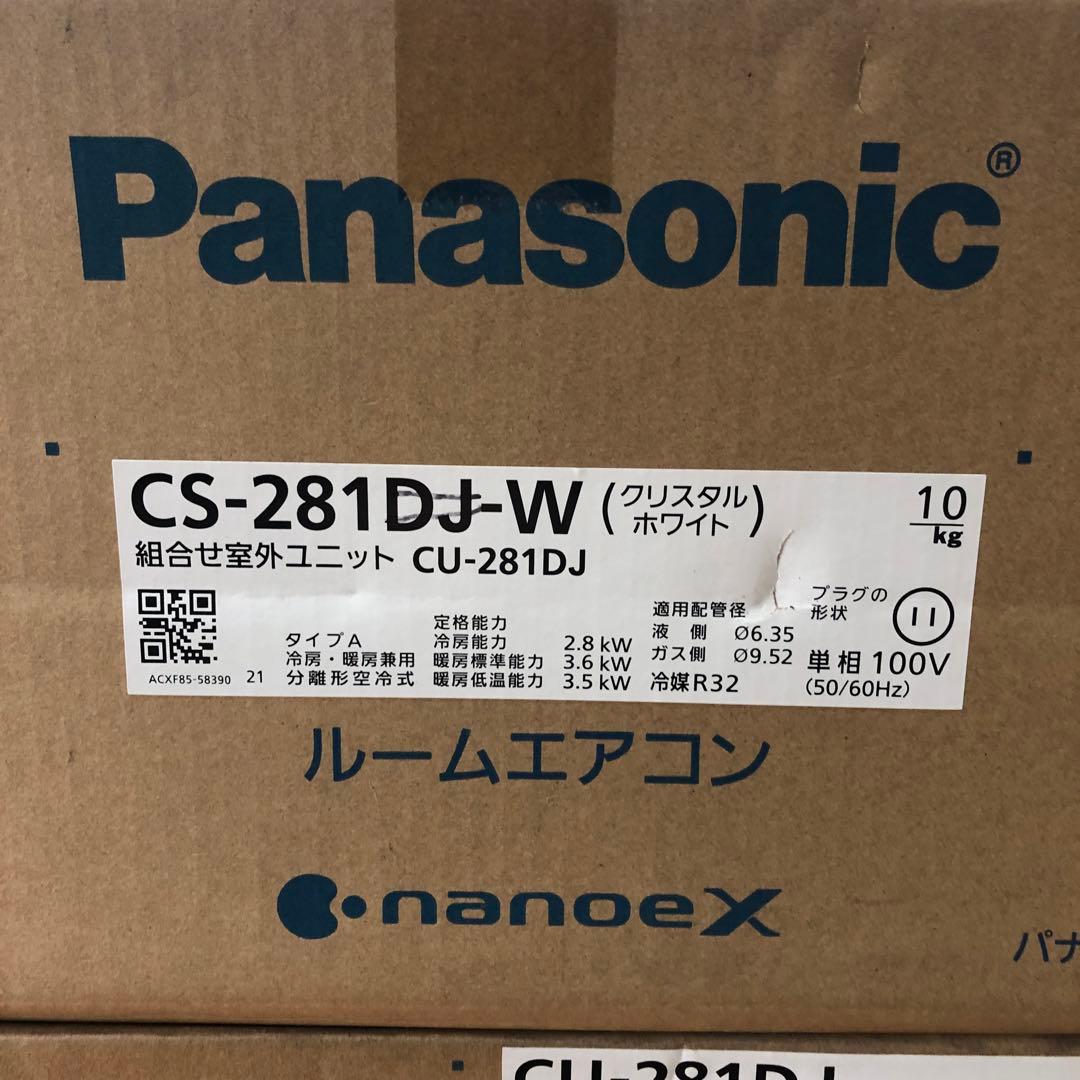 Panasonic®
CS-281DJ-W (クリスタルホワイト) 10 kg
組合せ室外ユニット CU-281DJ
タイプA
冷房・暖房兼用
分離形空冷式
ACXF85-58390 21
定格能力
冷房能力 2.8 kW
暖房標準能力 3.6 kW
暖房低温能力 3.5 kW
適用配管径
液 側 Ø6.35
ガス側 Ø9.52
冷媒R32
プラグの
形状
単相 100V
(50/60Hz)
ルームエアコン
nanoeX
パナ
CU-281DJ